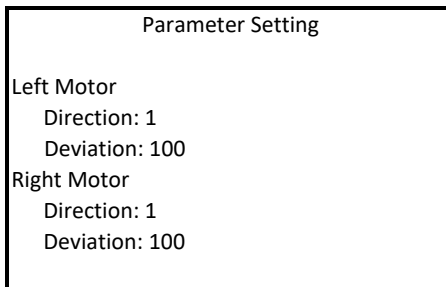 Parameter Setting
Left Motor
Direction: 1
Deviation: 100
Right Motor
Direction: 1
Deviation: 100